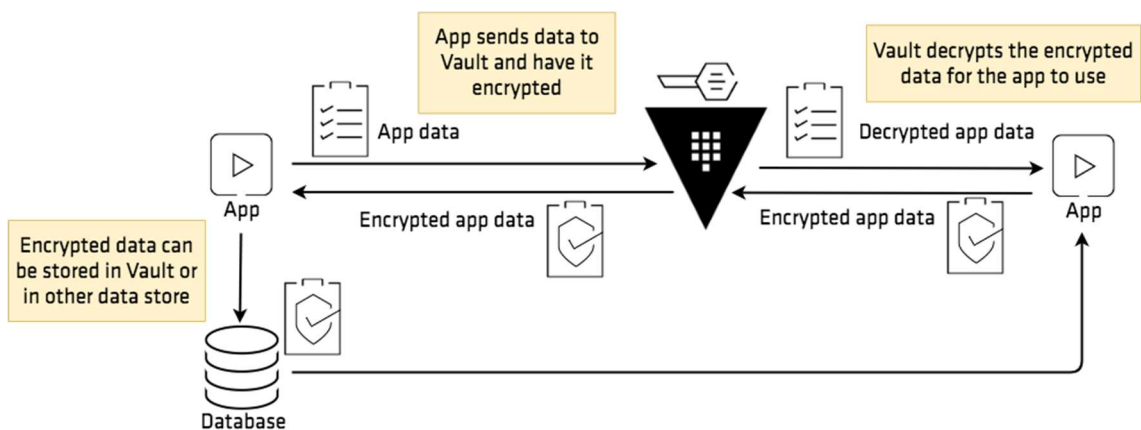 App sends data to
Vault and have it
encrypted
Vault decrypts the encrypted
data for the app to use
App data
Decrypted app data
App
Encrypted app data
Encrypted app data
App
Encrypted data can
be stored in Vault or
in other data store
Database